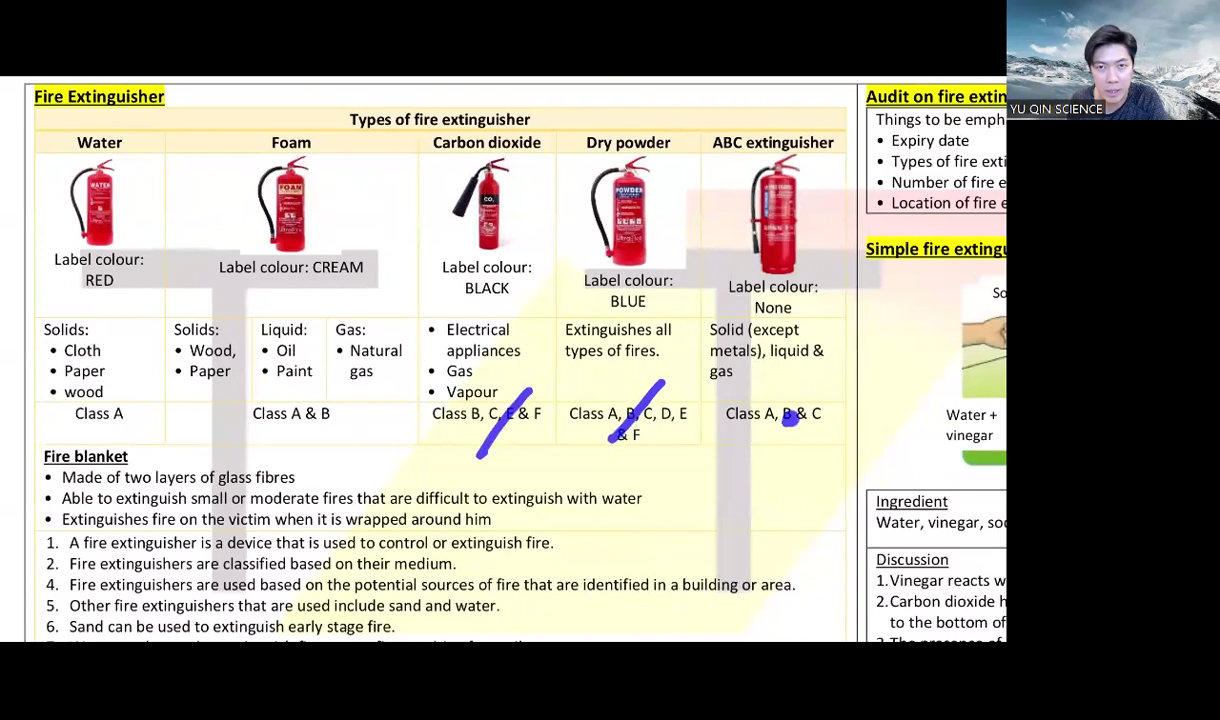 Fire Extinguisher
Types of fire extinguisher
Water
Foam
Carbon dioxide
Dry powder
ABC extinguisher
WATER
FOAM
CO₂
POWDER
Label colour:
RED
Label colour: CREAM
Label colour:
BLACK
Label colour:
BLUE
Label colour:
None
Solids:
• Cloth
• Paper
• wood
Solids:
• Wood,
• Paper
Liquid:
• Oil
• Paint
Gas:
• Natural
gas
• Electrical
appliances
• Gas
• Vapour
Extinguishes all
types of fires.
Solid (except
metals), liquid &
gas
Class A
Class A & B
Class B, C, E & F
Class A, B, C, D, E
& F
Class A, B & C
Fire blanket
• Made of two layers of glass fibres
• Able to extinguish small or moderate fires that are difficult to extinguish with water
• Extinguishes fire on the victim when it is wrapped around him
1. A fire extinguisher is a device that is used to control or extinguish fire.
2. Fire extinguishers are classified based on their medium.
4. Fire extinguishers are used based on the potential sources of fire that are identified in a building or area.
5. Other fire extinguishers that are used include sand and water.
6. Sand can be used to extinguish early stage fire.
Audit on fire extin
Things to be emph
• Expiry date
• Types of fire exti
• Number of fire e
• Location of fire e
Simple fire extingu
So
Water +
vinegar
Ingredient
Water, vinegar, soc
Discussion
1. Vinegar reacts w
2. Carbon dioxide h
to the bottom of
3. The presence of
YU QIN SCIENCE